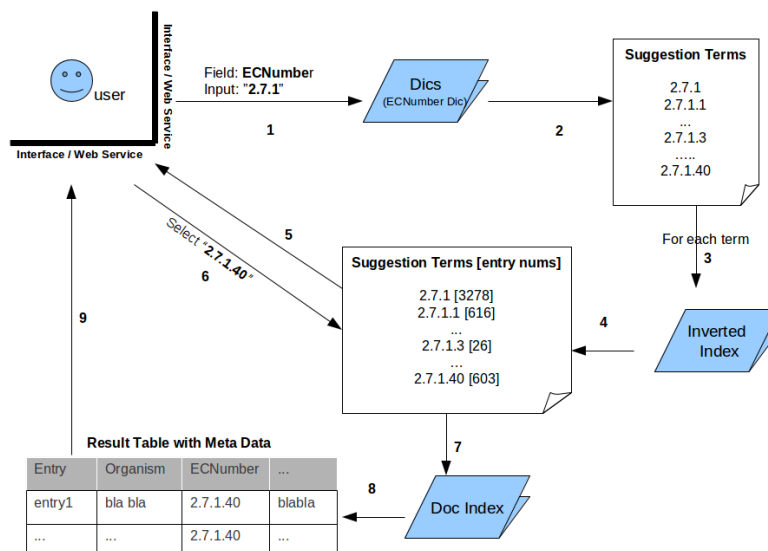 Interface / Web Service
user
Interface / Web Service
Field: ECNumber
Input: "2.7.1"
1
Dics
(ECNumber Dic)
2
Suggestion Terms
2.7.1
2.7.1.1
...
2.7.1.3
.....
2.7.1.40
For each term
3
Inverted
Index
4
Suggestion Terms [entry nums]
2.7.1 [3278]
2.7.1.1 [616]
...
2.7.1.3 [26]
...
2.7.1.40 [603]
5
Select "2.7.1.40"
6
7
Doc Index
8
Result Table with Meta Data
Entry Organism ECNumber ...
entry1 bla bla 2.7.1.40 blabla
... ... 2.7.1.40 ...
9